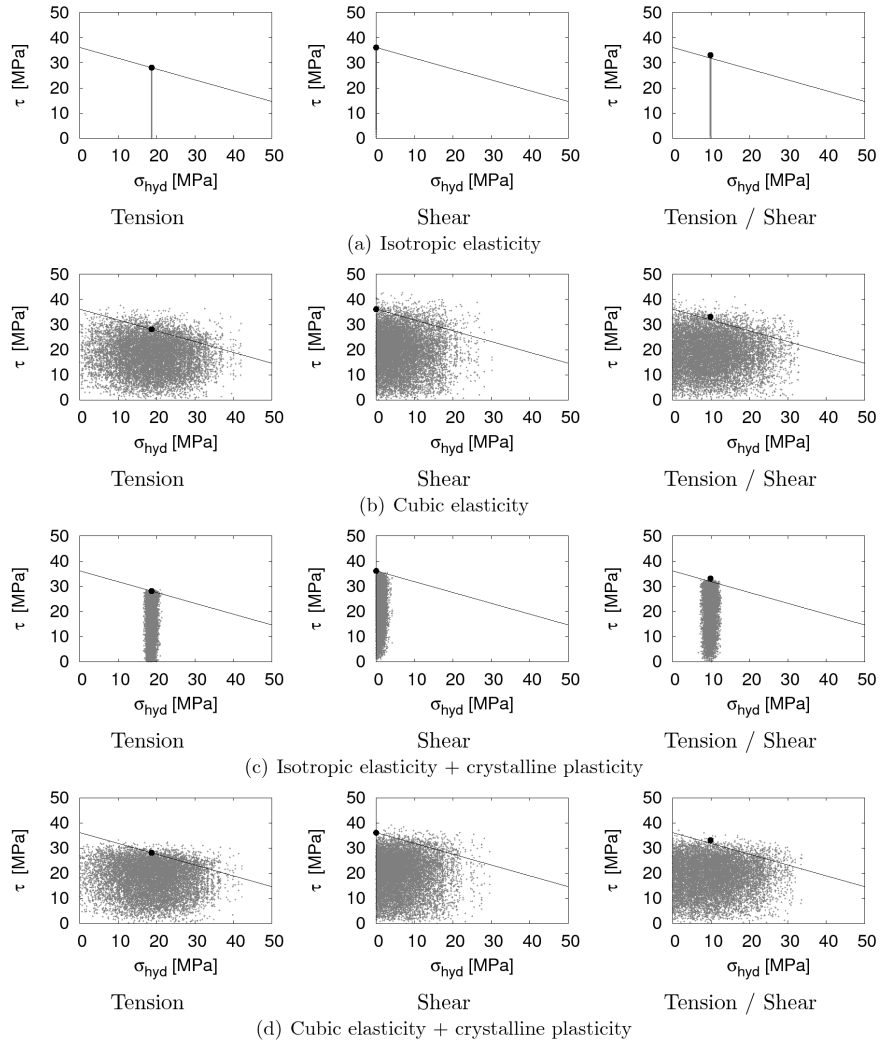 50 50 50
40 40 40
30 30 30
20 20 20
10 10 10
0 0 0
τ [MPa] τ [MPa] τ [MPa]
0 10 20 30 40 50 0 10 20 30 40 50 0 10 20 30 40 50
σhyd [MPa] σhyd [MPa] σhyd [MPa]
Tension Shear Tension / Shear
(a) Isotropic elasticity
50 50 50
40 40 40
30 30 30
20 20 20
10 10 10
0 0 0
τ [MPa] τ [MPa] τ [MPa]
0 10 20 30 40 50 0 10 20 30 40 50 0 10 20 30 40 50
σhyd [MPa] σhyd [MPa] σhyd [MPa]
Tension Shear Tension / Shear
(b) Cubic elasticity
50 50 50
40 40 40
30 30 30
20 20 20
10 10 10
0 0 0
τ [MPa] τ [MPa] τ [MPa]
0 10 20 30 40 50 0 10 20 30 40 50 0 10 20 30 40 50
σhyd [MPa] σhyd [MPa] σhyd [MPa]
Tension Shear Tension / Shear
(c) Isotropic elasticity + crystalline plasticity
50 50 50
40 40 40
30 30 30
20 20 20
10 10 10
0 0 0
τ [MPa] τ [MPa] τ [MPa]
0 10 20 30 40 50 0 10 20 30 40 50 0 10 20 30 40 50
σhyd [MPa] σhyd [MPa] σhyd [MPa]
Tension Shear Tension / Shear
(d) Cubic elasticity + crystalline plasticity